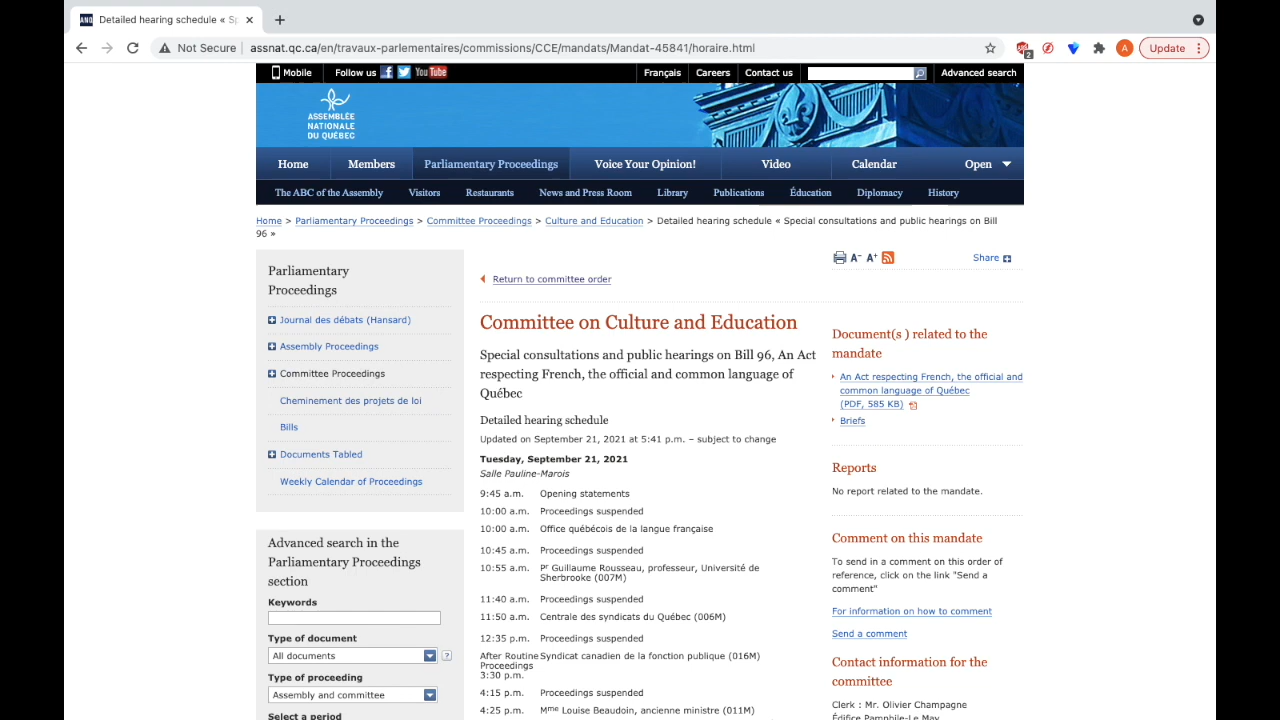 ANQ Detailed hearing schedule « Sp
Not Secure assnat.qc.ca/en/travaux-parlementaires/commissions/CCE/mandats/Mandat-45841/horaire.html 2 A Update
Mobile Follow us You Tube Français Careers Contact us Advanced search
ASSEMBLÉE
NATIONALE
DU QUÉBEC
Home Members Parliamentary Proceedings Voice Your Opinion! Video Calendar Open
The ABC of the Assembly Visitors Restaurants News and Press Room Library Publications Éducation Diplomacy History
Home > Parliamentary Proceedings > Committee Proceedings > Culture and Education > Detailed hearing schedule « Special consultations and public hearings on Bill
96 »
A- A+ Share
Parliamentary
Proceedings
Journal des débats (Hansard)
Assembly Proceedings
Committee Proceedings
Cheminement des projets de loi
Bills
Documents Tabled
Weekly Calendar of Proceedings
Advanced search in the
Parliamentary Proceedings
section
Keywords
Type of document
All documents ?
Type of proceeding
Assembly and committee
Select a period
Return to committee order
Committee on Culture and Education
Special consultations and public hearings on Bill 96, An Act
respecting French, the official and common language of
Québec
Detailed hearing schedule
Updated on September 21, 2021 at 5:41 p.m. – subject to change
Tuesday, September 21, 2021
Salle Pauline-Marois
9:45 a.m. Opening statements
10:00 a.m. Proceedings suspended
10:00 a.m. Office québécois de la langue française
10:45 a.m. Proceedings suspended
10:55 a.m. Pr Guillaume Rousseau, professeur, Université de
Sherbrooke (007M)
11:40 a.m. Proceedings suspended
11:50 a.m. Centrale des syndicats du Québec (006M)
12:35 p.m. Proceedings suspended
After Routine Syndicat canadien de la fonction publique (016M)
Proceedings
3:30 p.m.
4:15 p.m. Proceedings suspended
4:25 p.m. Mme Louise Beaudoin, ancienne ministre (011M)
Document(s ) related to the
mandate
An Act respecting French, the official and
common language of Québec
(PDF, 585 KB)
Briefs
Reports
No report related to the mandate.
Comment on this mandate
To send in a comment on this order of
reference, click on the link "Send a
comment"
For information on how to comment
Send a comment
Contact information for the
committee
Clerk : Mr. Olivier Champagne
Édifice Pamphile-Le May